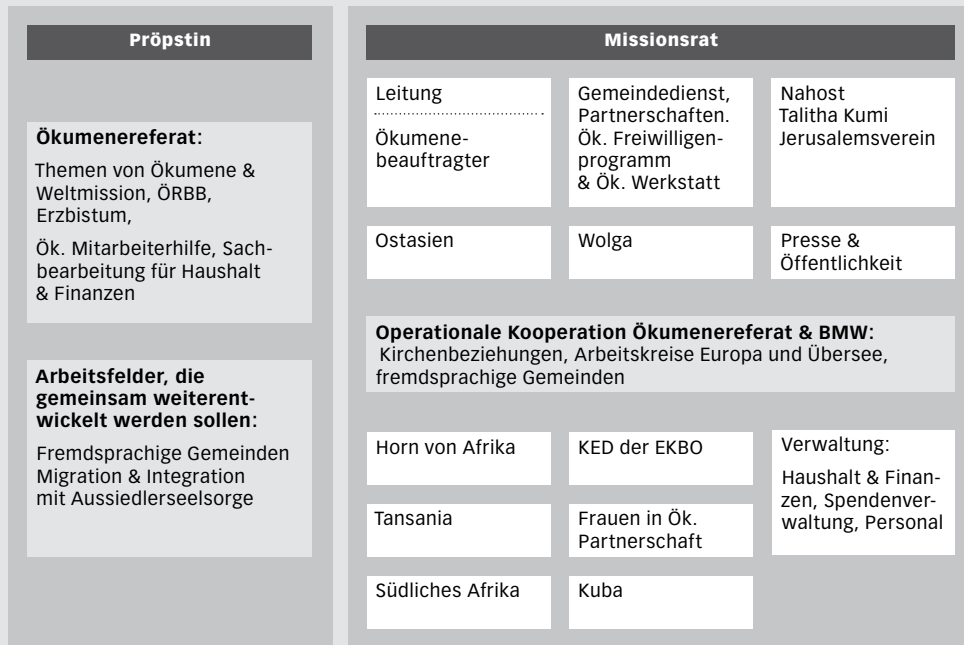 Pröpstin
Ökumenereferat:
Themen von Ökumene &
Weltmission, ÖRBB,
Erzbistum,
Ök. Mitarbeiterhilfe, Sach-
bearbeitung für Haushalt
& Finanzen
Arbeitsfelder, die
gemeinsam weiterent-
wickelt werden sollen:
Fremdsprachige Gemeinden
Migration & Integration
mit Aussiedlerseelsorge
Missionsrat
Leitung
Ökumene-
beauftragter
Gemeindedienst,
Partnerschaften.
Ök. Freiwilligen-
programm
& Ök. Werkstatt
Nahost
Talitha Kumi
Jerusalemsverein
Ostasien
Wolga
Presse &
Öffentlichkeit
Operationale Kooperation Ökumenereferat & BMW:
Kirchenbeziehungen, Arbeitskreise Europa und Übersee,
fremdsprachige Gemeinden
Horn von Afrika
KED der EKBO
Verwaltung:
Haushalt & Finan-
zen, Spendenver-
waltung, Personal
Tansania
Frauen in Ök.
Partnerschaft
Südliches Afrika
Kuba